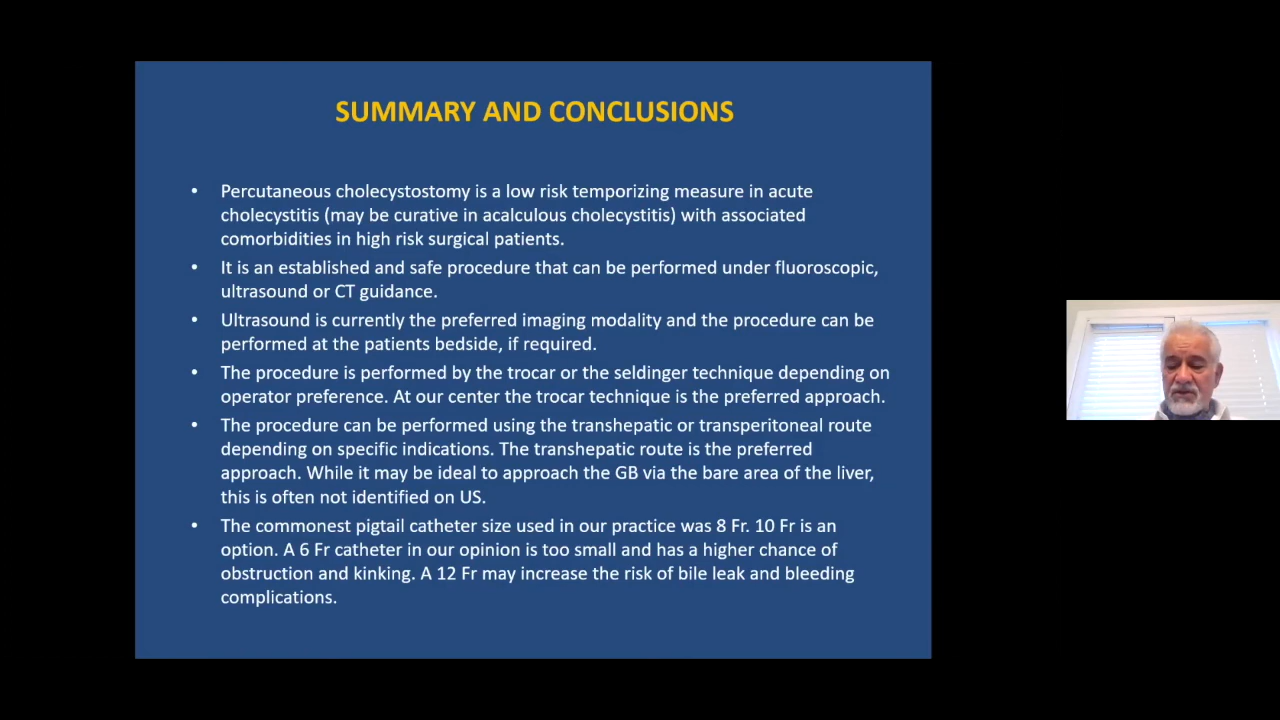 SUMMARY AND CONCLUSIONS
• Percutaneous cholecystostomy is a low risk temporizing measure in acute
cholecystitis (may be curative in acalculous cholecystitis) with associated
comorbidities in high risk surgical patients.
• It is an established and safe procedure that can be performed under fluoroscopic,
ultrasound or CT guidance.
• Ultrasound is currently the preferred imaging modality and the procedure can be
performed at the patients bedside, if required.
• The procedure is performed by the trocar or the seldinger technique depending on
operator preference. At our center the trocar technique is the preferred approach.
• The procedure can be performed using the transhepatic or transperitoneal route
depending on specific indications. The transhepatic route is the preferred
approach. While it may be ideal to approach the GB via the bare area of the liver,
this is often not identified on US.
• The commonest pigtail catheter size used in our practice was 8 Fr. 10 Fr is an
option. A 6 Fr catheter in our opinion is too small and has a higher chance of
obstruction and kinking. A 12 Fr may increase the risk of bile leak and bleeding
complications.